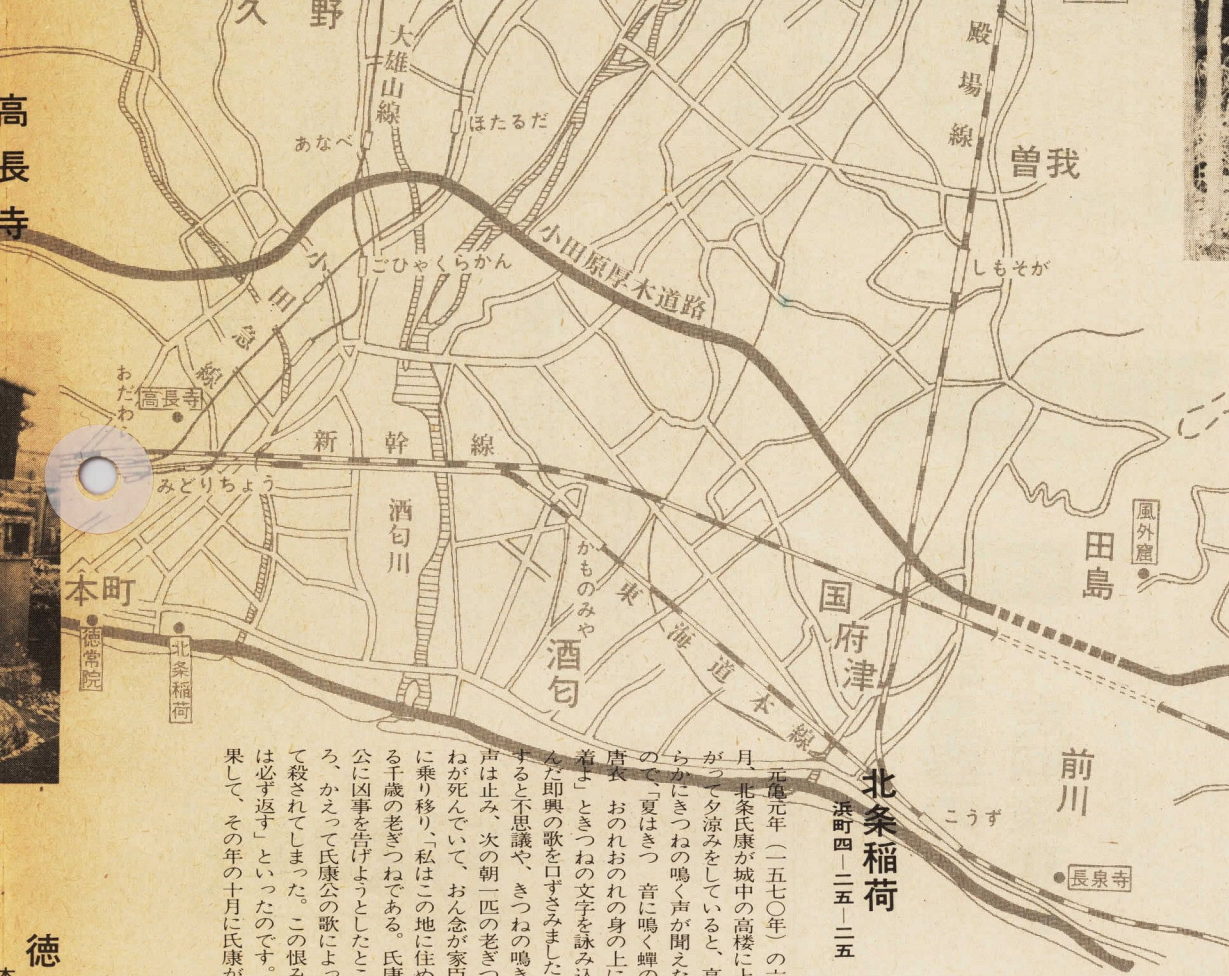 久野
大雄山線
殿場線
高長寺
ほたるだ
あなべ
曽我
小田急線
ごひゃくらかん
小田原厚木道路
しもそが
おだわら
高長寺
新幹線
みどりちょう
酒匂川
かものみや
風外窟
田島
本町
徳常院
北条稲荷
東海道本線
酒匂
国府津
前川
こうず
長泉寺
北条稲荷
浜町四―二五―二五
元亀元年（一五七〇年）の
月、北条氏康が城中の高楼に
がって夕涼みをしていると、
らかにきつねの鳴く声が聞え
ので、「夏はきつ　音に鳴く蟬の
唐衣　おのれおのれの身の上に
着よ」ときつねの文字を詠み込
んだ即興の歌を口ずさみました
すると不思議や、きつねの鳴き
声は止み、次の朝一匹の老ぎつ
ねが死んでいて、おん念が家臣
に乗り移り、「私はこの地に住
る千歳の老ぎつねである。氏康
公に凶事を告げようとしたとこ
ろ、かえって氏康公の歌によっ
て殺されてしまった。この恨み
は必ず返す」といったのです。
果して、その年の十月に氏康が
徳